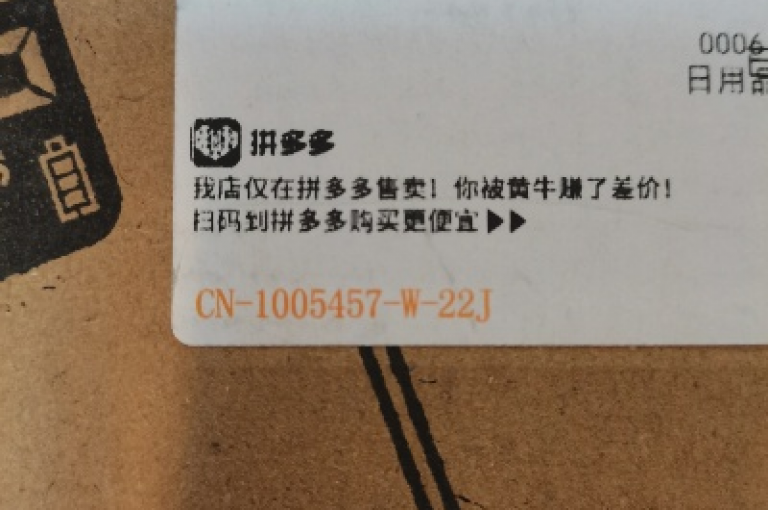 0006
日用品
拼多多
我店仅在拼多多售卖！你被黄牛赚了差价！
扫码到拼多多购买更便宜▶▶
CN-1005457-W-22J